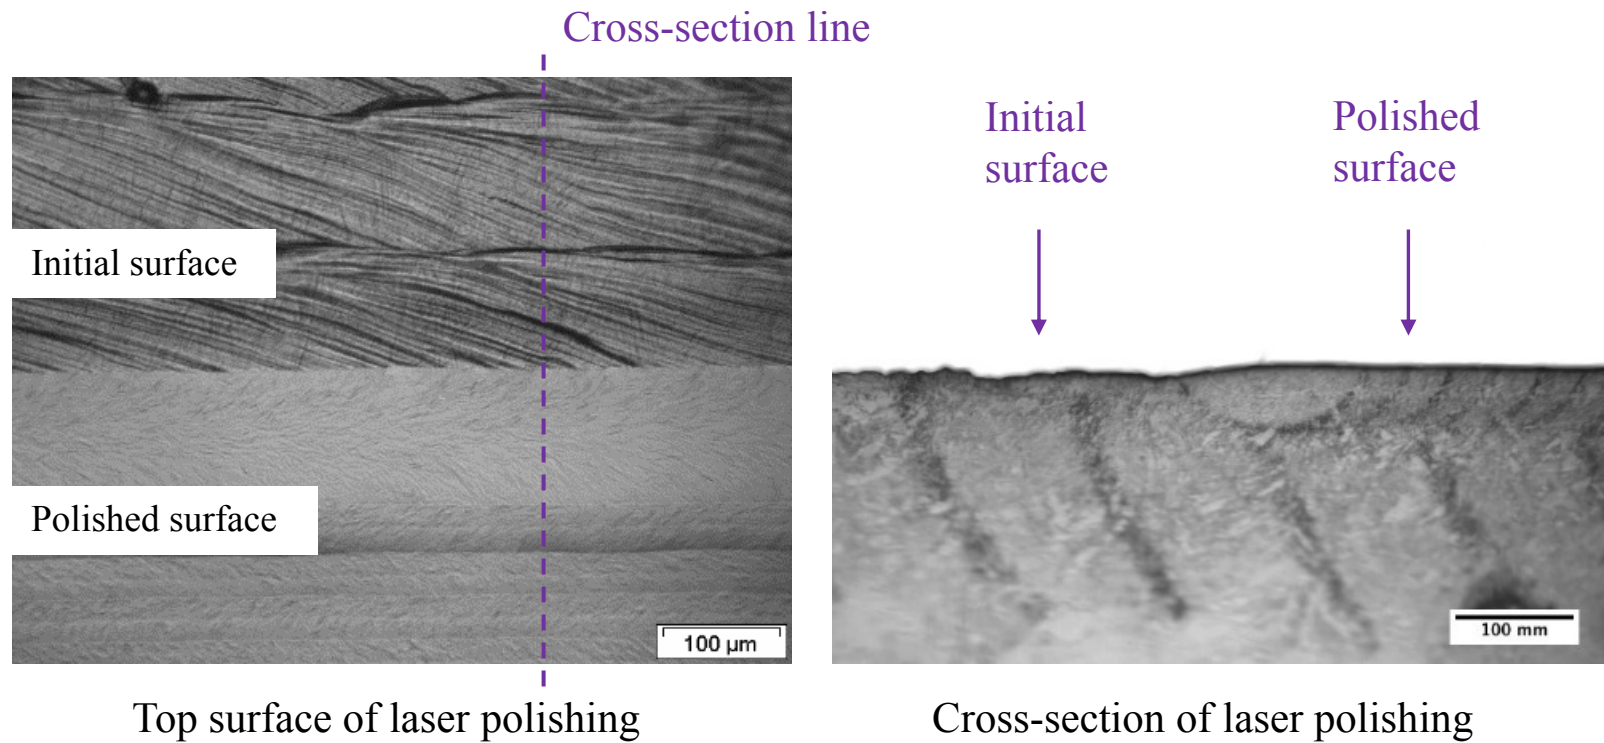 Cross-section line
Initial
surface
Polished
surface
Initial surface
Polished surface
100 µm
100 mm
Top surface of laser polishing
Cross-section of laser polishing